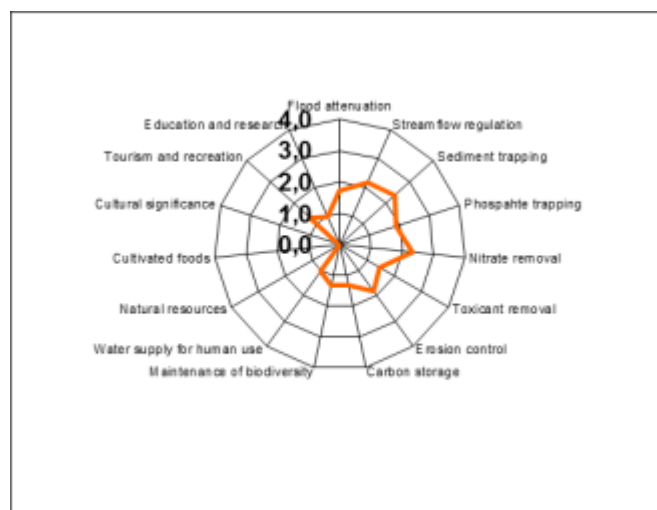 Flood attenuation
4,0
Education and research
Streamflow regulation
3,0
Tourism and recreation
Sediment trapping
2,0
Cultural significance
Phospahte trapping
1,0
0,0
Cultivated foods
Nitrate removal
Natural resources
Toxicant removal
Water supply for human use
Erosion control
Maintenance of biodiversity
Carbon storage